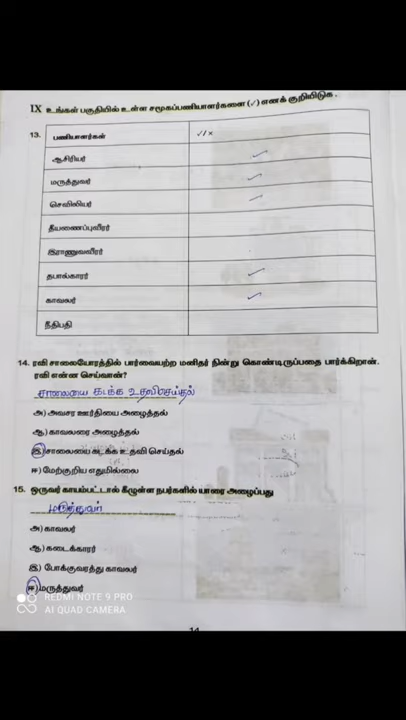 IX உங்கள் பகுதியில் உள்ள சமூகப்பணியாளர்களை (✓) எனக் குறியிடுக .
13. பணியாளர்கள் ✓/×
ஆசிரியர் ✓
மருத்துவர் ✓
செவிலியர் ✓
தீயணைப்புவீரர்
இராணுவவீரர்
தபால்காரர் ✓
காவலர் ✓
நீதிபதி
14. ரவி சாலையோரத்தில் பார்வையற்ற மனிதர் நின்று கொண்டிருப்பதை பார்க்கிறான்.
ரவி என்ன செய்வான்?
சாலையை கடக்க உதவிசெய்தல்
அ) அவசர ஊர்தியை அழைத்தல்
ஆ) காவலரை அழைத்தல்
இ) சாலையை கடக்க உதவி செய்தல்
ஈ) மேற்கூறிய எதுமில்லை
15. ஒருவர் காயம்பட்டால் கீழுள்ள நபர்களில் யாரை அழைப்பது
மருத்துவர்
அ) காவலர்
ஆ) கடைக்காரர்
இ) போக்குவரத்து காவலர்
ஈ) மருத்துவர்
REDMI NOTE 9 PRO
AI QUAD CAMERA
14